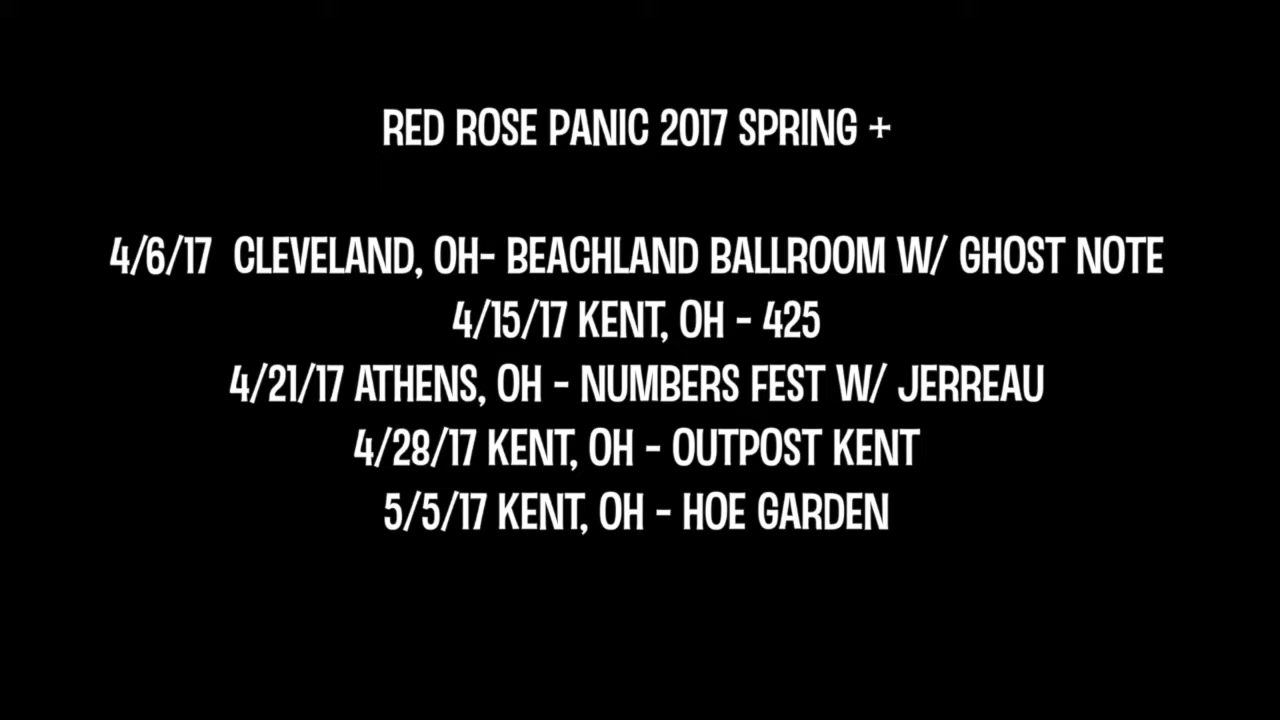 RED ROSE PANIC 2017 SPRING +
4/6/17 CLEVELAND, OH- BEACHLAND BALLROOM W/ GHOST NOTE
4/15/17 KENT, OH - 425
4/21/17 ATHENS, OH - NUMBERS FEST W/ JERREAU
4/28/17 KENT, OH - OUTPOST KENT
5/5/17 KENT, OH - HOE GARDEN